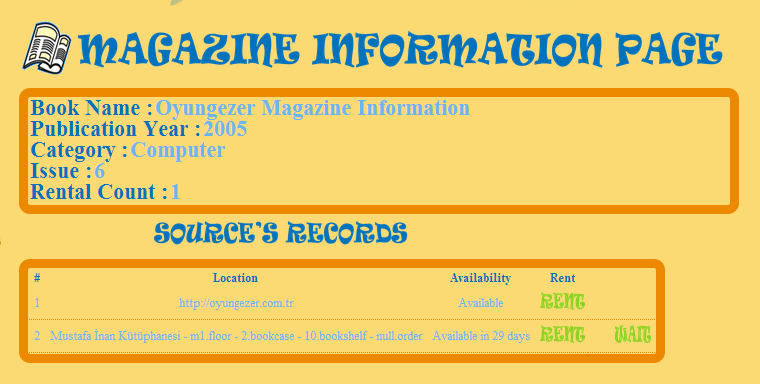 MAGAZINE INFORMATION PAGE
Book Name :Oyungezer Magazine Information
Publication Year :2005
Category :Computer
Issue :6
Rental Count :1
SOURCE'S RECORDS
# Location Availability Rent
1 http://oyungezer.com.tr Available RENT
2 Mustafa İnan Kütüphanesi - m1.floor - 2.bookcase - 10.bookshelf - null.order Available in 29 days RENT WAIT